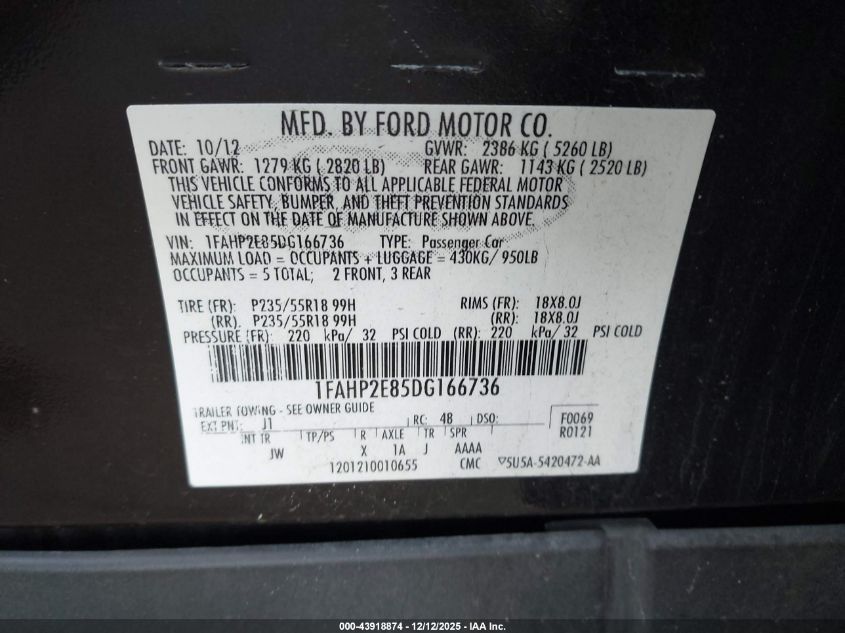 MFD. BY FORD MOTOR CO.
DATE: 10/12 GVWR: 2386 KG ( 5260 LB)
FRONT GAWR: 1279 KG ( 2820 LB) REAR GAWR: 1143 KG ( 2520 LB)
THIS VEHICLE CONFORMS TO ALL APPLICABLE FEDERAL MOTOR
VEHICLE SAFETY, BUMPER, AND THEFT PREVENTION STANDARDS
IN EFFECT ON THE DATE OF MANUFACTURE SHOWN ABOVE.
VIN: 1FAHP2E85DG166736 TYPE: Passenger Car
MAXIMUM LOAD = OCCUPANTS + LUGGAGE = 430KG/ 950LB
OCCUPANTS = 5 TOTAL; 2 FRONT, 3 REAR
TIRE (FR): P235/55R18 99H RIMS (FR): 18X8.0J
(RR). P235/55R18 99H (RR): 18X8.0J
PRESSURE (FR): 220 kPa/ 32 PSI COLD (RR): 220 kPa/ 32 PSI COLD
1FAHP2E85DG166736
TRAILER TOWING - SEE OWNER GUIDE
EXT PNT: J1 RC: 48 DSO: F0069
INT TR TP/PS R AXLE TR SPR R0121
JW X 1A J AAAA
1201210010655 CMC 5U5A-5420472-AA
000-43918874 - 12/12/2025 - IAA Inc.